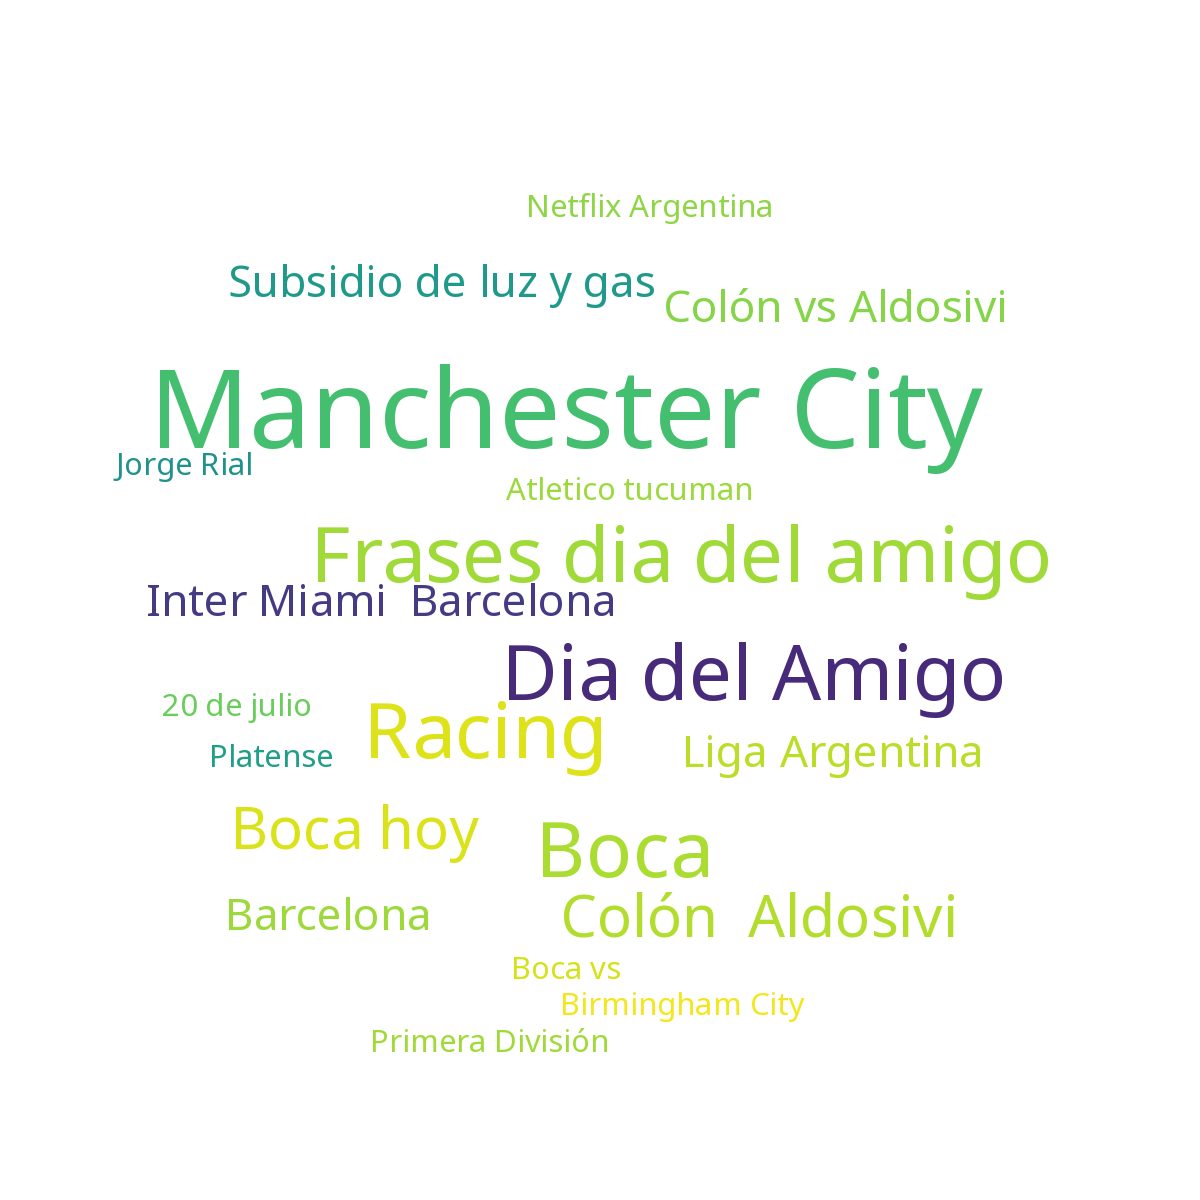 Netflix Argentina
Subsidio de luz y gas
Colón vs Aldosivi
Manchester City
Jorge Rial
Atletico tucuman
Frases dia del amigo
Inter Miami  Barcelona
Dia del Amigo
20 de julio
Racing
Platense
Liga Argentina
Boca hoy
Boca
Barcelona
Colón  Aldosivi
Boca vs
Birmingham City
Primera División